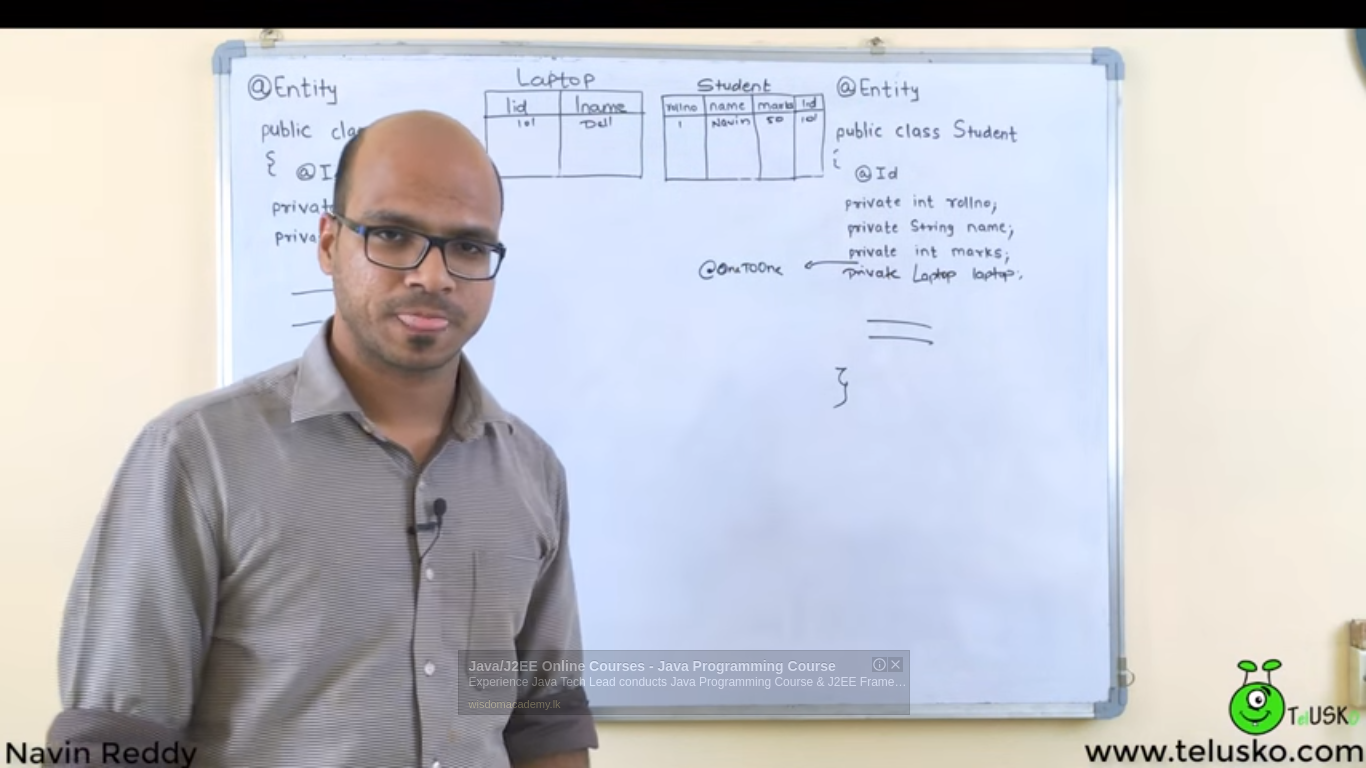 @Entity
public cla
{
@I
privat
priva
Laptop
lid lname
101 Dell
Student
rollno name marks lid
1 Navin 50 101
@OneToOne
@Entity
public class Student
{
@Id
private int rollno;
private String name;
private int marks;
private Laptop laptop;
}
Java/J2EE Online Courses - Java Programming Course
Experience Java Tech Lead conducts Java Programming Course & J2EE Frame...
wisdomacademy.lk
Navin Reddy
TelUSKO
www.telusko.com